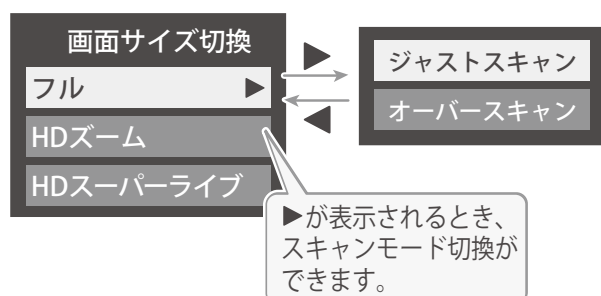 画面サイズ切換
フル ▶
HDズーム
HDスーパーライブ
▶
◀
ジャストスキャン
オーバースキャン
▶が表示されるとき、
スキャンモード切換が
できます。